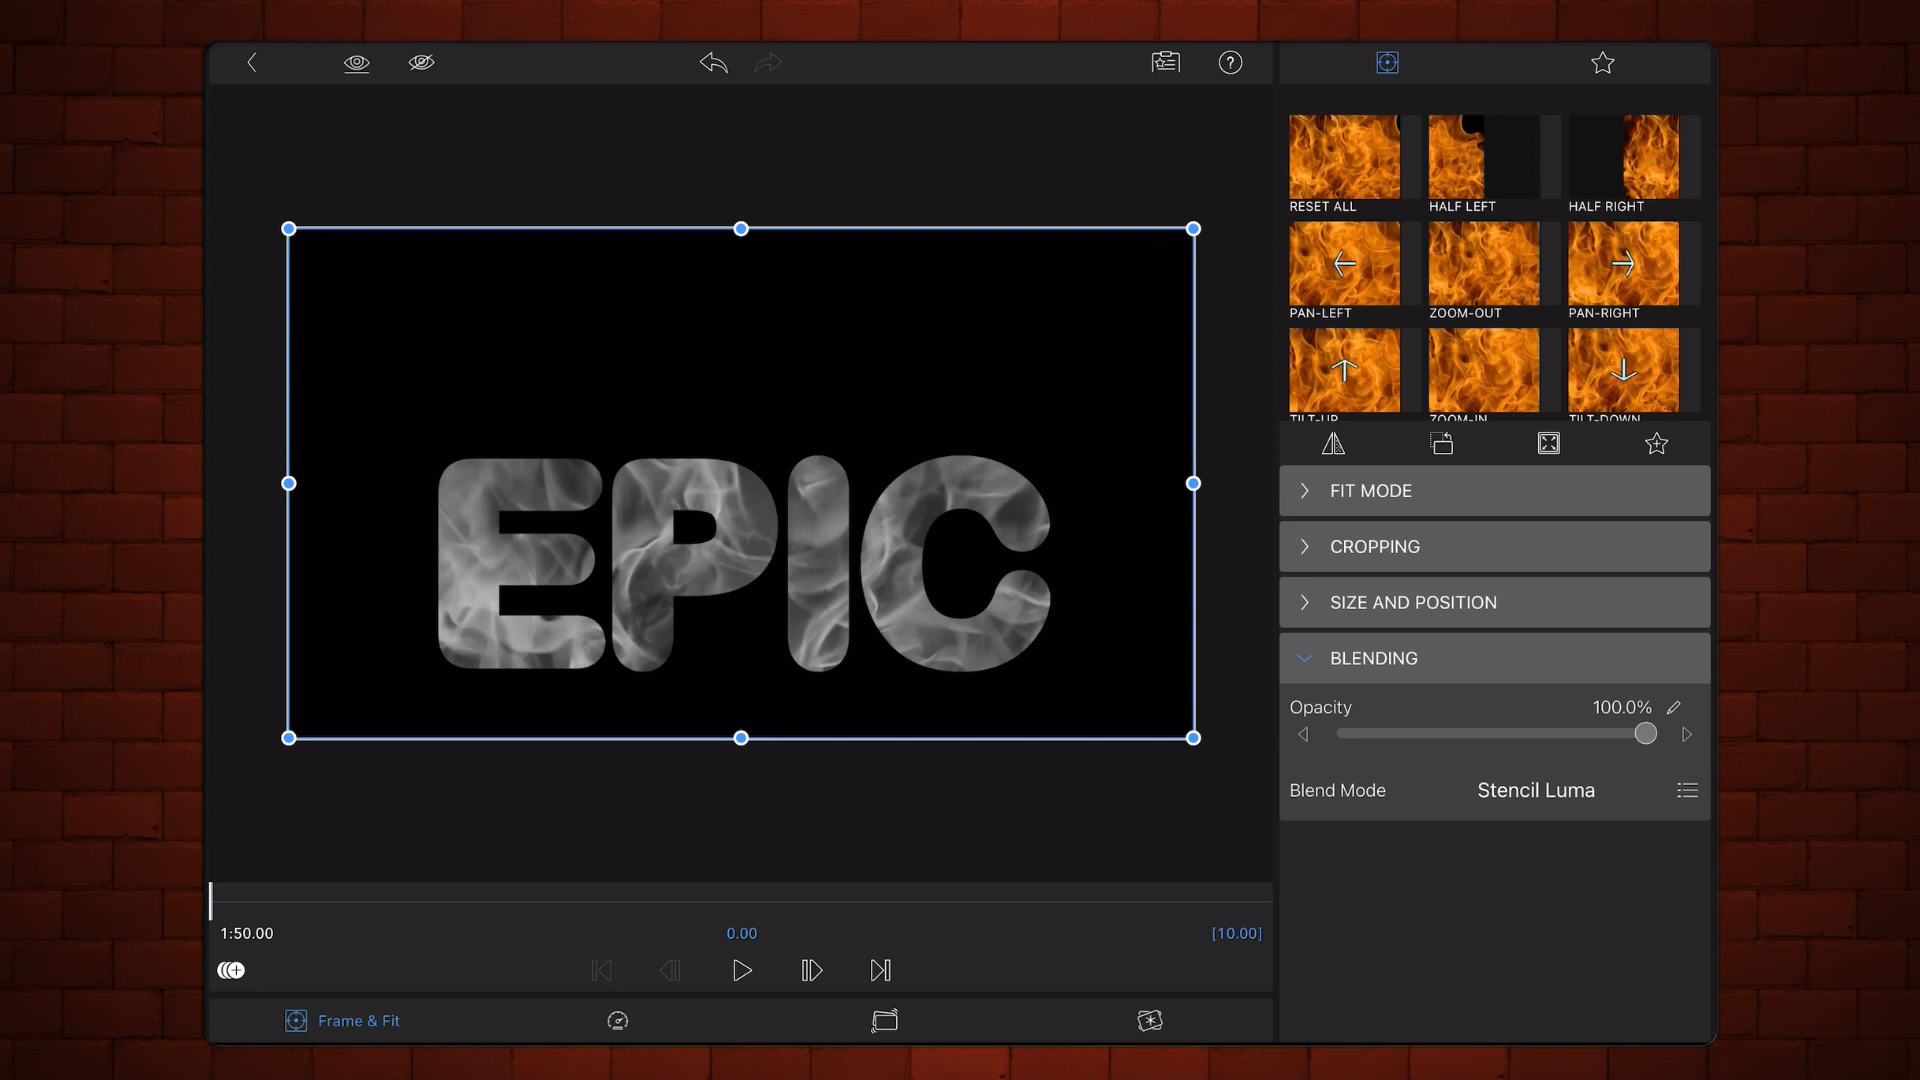 RESET ALL
HALF LEFT
HALF RIGHT
PAN-LEFT
ZOOM-OUT
PAN-RIGHT
TILT-UP
ZOOM-IN
TILT-DOWN
EPIC
FIT MODE
CROPPING
SIZE AND POSITION
BLENDING
Opacity 100.0%
Blend Mode Stencil Luma
1:50.00 0.00 [10.00]
Frame & Fit